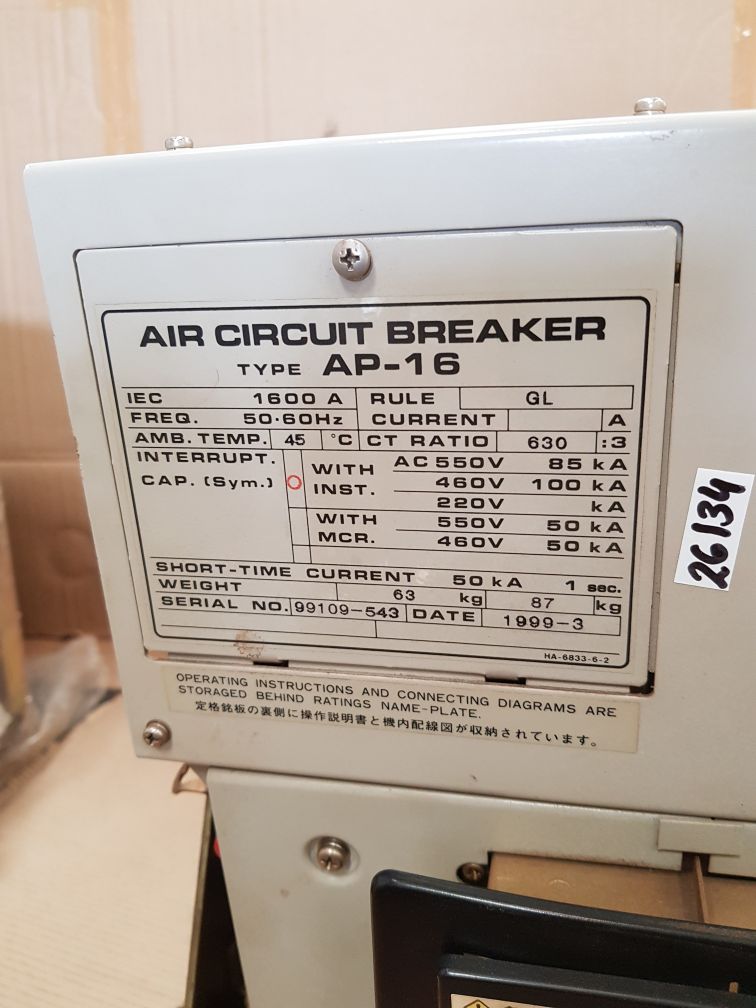 AIR CIRCUIT BREAKER
TYPE AP-16
IEC 1600 A RULE GL
FREQ. 50·60Hz CURRENT A
AMB. TEMP. 45 °C CT RATIO 630 :3
INTERRUPT.
CAP. (Sym.)
WITH INST. AC 550V 85 kA
460V 100 kA
220V kA
WITH MCR. 550V 50 kA
460V 50 kA
SHORT-TIME CURRENT 50 kA 1 sec.
WEIGHT 63 kg 87 kg
SERIAL NO. 99109-543 DATE 1999-3
HA-6833-6-2
OPERATING INSTRUCTIONS AND CONNECTING DIAGRAMS ARE
STORAGED BEHIND RATINGS NAME-PLATE.
定格銘板の裏側に操作説明書と機内配線図が収納されています。
26134